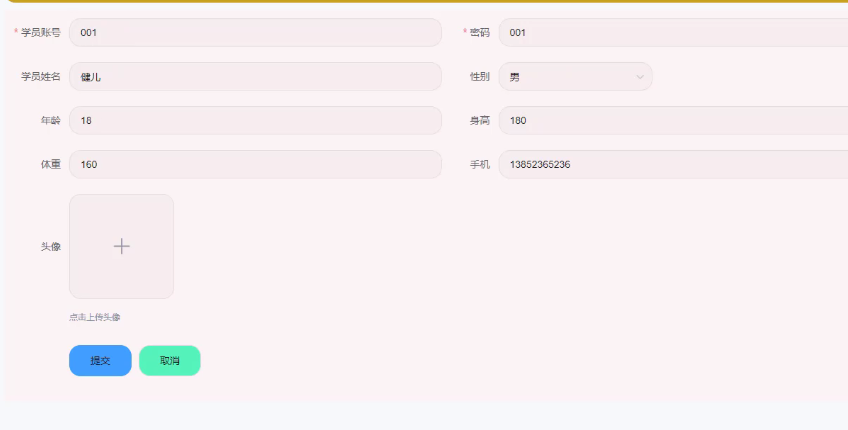 * 学员账号 001 * 密码 001
学员姓名 健儿 性别 男
年龄 18 身高 180
体重 160 手机 13852365236
头像
点击上传头像
提交 取消